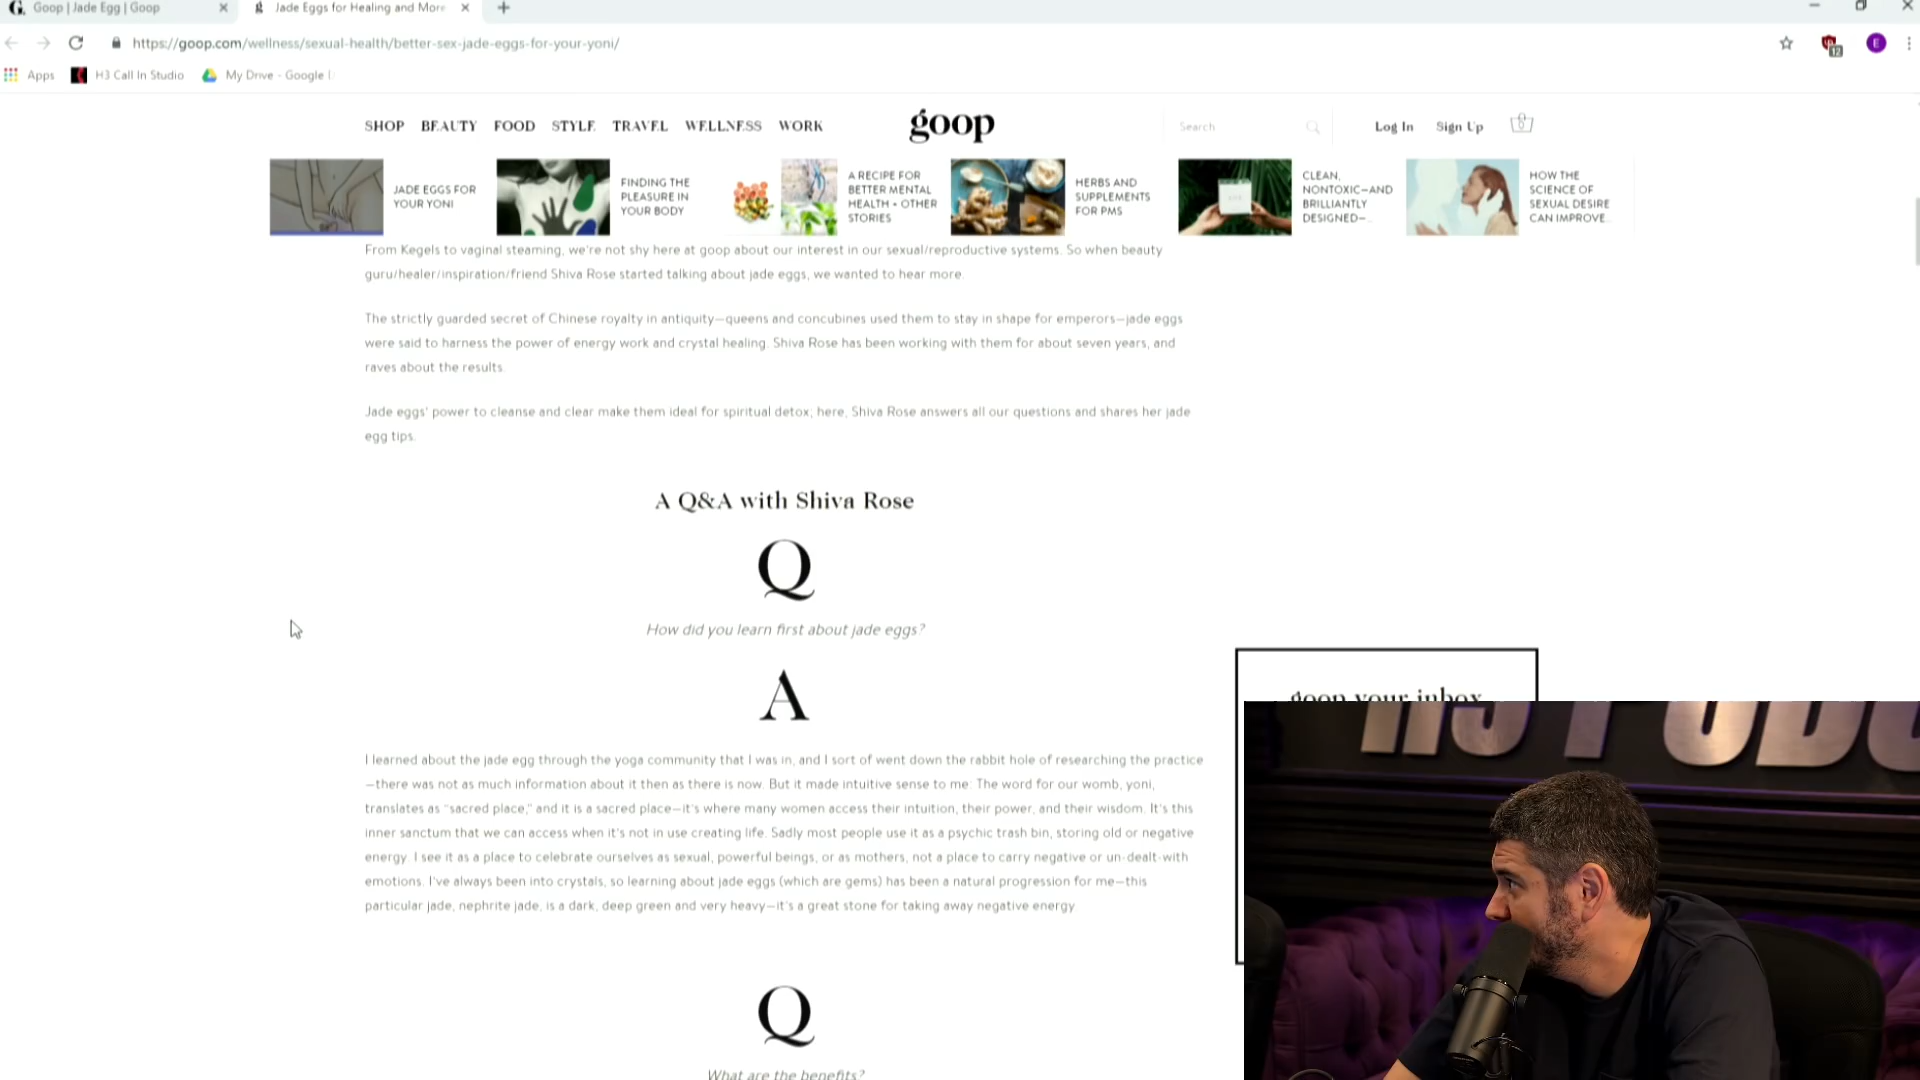 Goop | Jade Egg | Goop
Jade Eggs for Healing and More
https://goop.com/wellness/sexual-health/better-sex-jade-eggs-for-your-yoni/
12
E
Apps
H3 Call In Studio
My Drive - Google
SHOP BEAUTY FOOD STYLE TRAVEL WELLNESS WORK
goop
Search
Log In Sign Up
0
JADE EGGS FOR
YOUR YONI
FINDING THE
PLEASURE IN
YOUR BODY
A RECIPE FOR
BETTER MENTAL
HEALTH + OTHER
STORIES
HERBS AND
SUPPLEMENTS
FOR PMS
CLEAN,
NONTOXIC—AND
BRILLIANTLY
DESIGNED—
HOW THE
SCIENCE OF
SEXUAL DESIRE
CAN IMPROVE
From Kegels to vaginal steaming, we're not shy here at goop about our interest in our sexual/reproductive systems. So when beauty
guru/healer/inspiration/friend Shiva Rose started talking about jade eggs, we wanted to hear more.
The strictly guarded secret of Chinese royalty in antiquity—queens and concubines used them to stay in shape for emperors—jade eggs
were said to harness the power of energy work and crystal healing. Shiva Rose has been working with them for about seven years, and
raves about the results.
Jade eggs' power to cleanse and clear make them ideal for spiritual detox; here, Shiva Rose answers all our questions and shares her jade
egg tips.
A Q&A with Shiva Rose
Q
How did you learn first about jade eggs?
A
I learned about the jade egg through the yoga community that I was in, and I sort of went down the rabbit hole of researching the practice
—there was not as much information about it then as there is now. But it made intuitive sense to me: The word for our womb, yoni,
translates as "sacred place," and it is a sacred place—it's where many women access their intuition, their power, and their wisdom. It's this
inner sanctum that we can access when it's not in use creating life. Sadly most people use it as a psychic trash bin, storing old or negative
energy. I see it as a place to celebrate ourselves as sexual, powerful beings, or as mothers, not a place to carry negative or un-dealt-with
emotions. I've always been into crystals, so learning about jade eggs (which are gems) has been a natural progression for me—this
particular jade, nephrite jade, is a dark, deep green and very heavy—it's a great stone for taking away negative energy.
Q
What are the benefits?
goop your inbox
H3 PODC